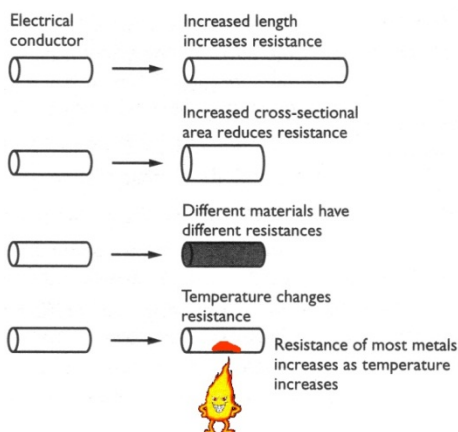 Electrical
conductor
Increased length
increases resistance
Increased cross-sectional
area reduces resistance
Different materials have
different resistances
Temperature changes
resistance
Resistance of most metals
increases as temperature
increases